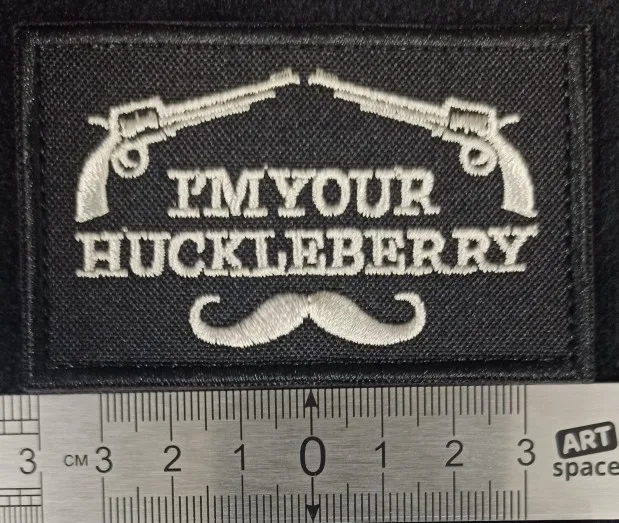 I'M YOUR
HUCKLEBERRY
3 CM 3 2 1 0 1 2 3
ART
space